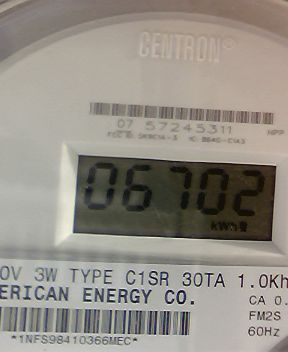 CENTRON®
07 57245311
06702
kWh
0V 3W TYPE C1SR 30TA 1.0Kh
ERICAN ENERGY CO.
CA 0.
FM2S
60Hz
*1NFS98410366MEC*